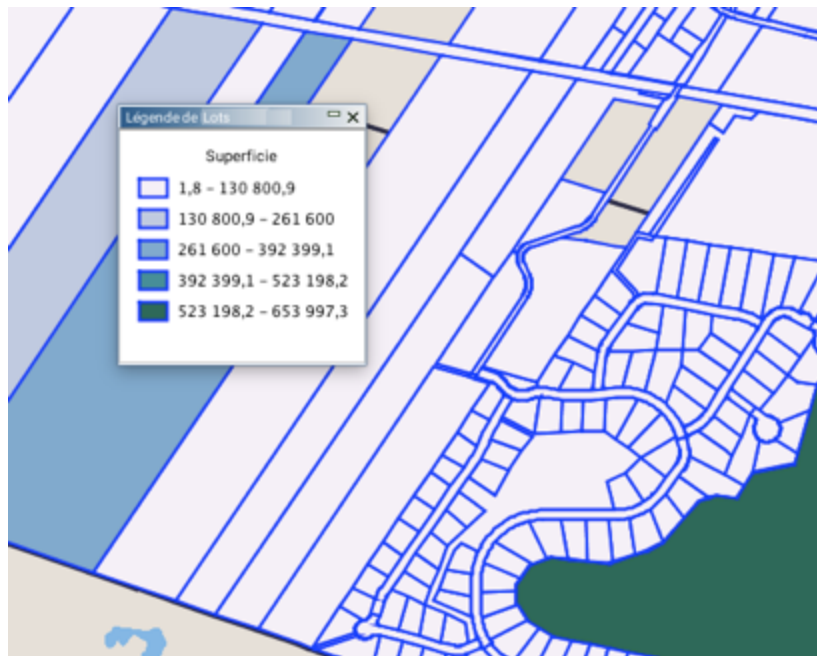 Légende de Lots
Superficie
1,8 – 130 800,9
130 800,9 – 261 600
261 600 – 392 399,1
392 399,1 – 523 198,2
523 198,2 – 653 997,3